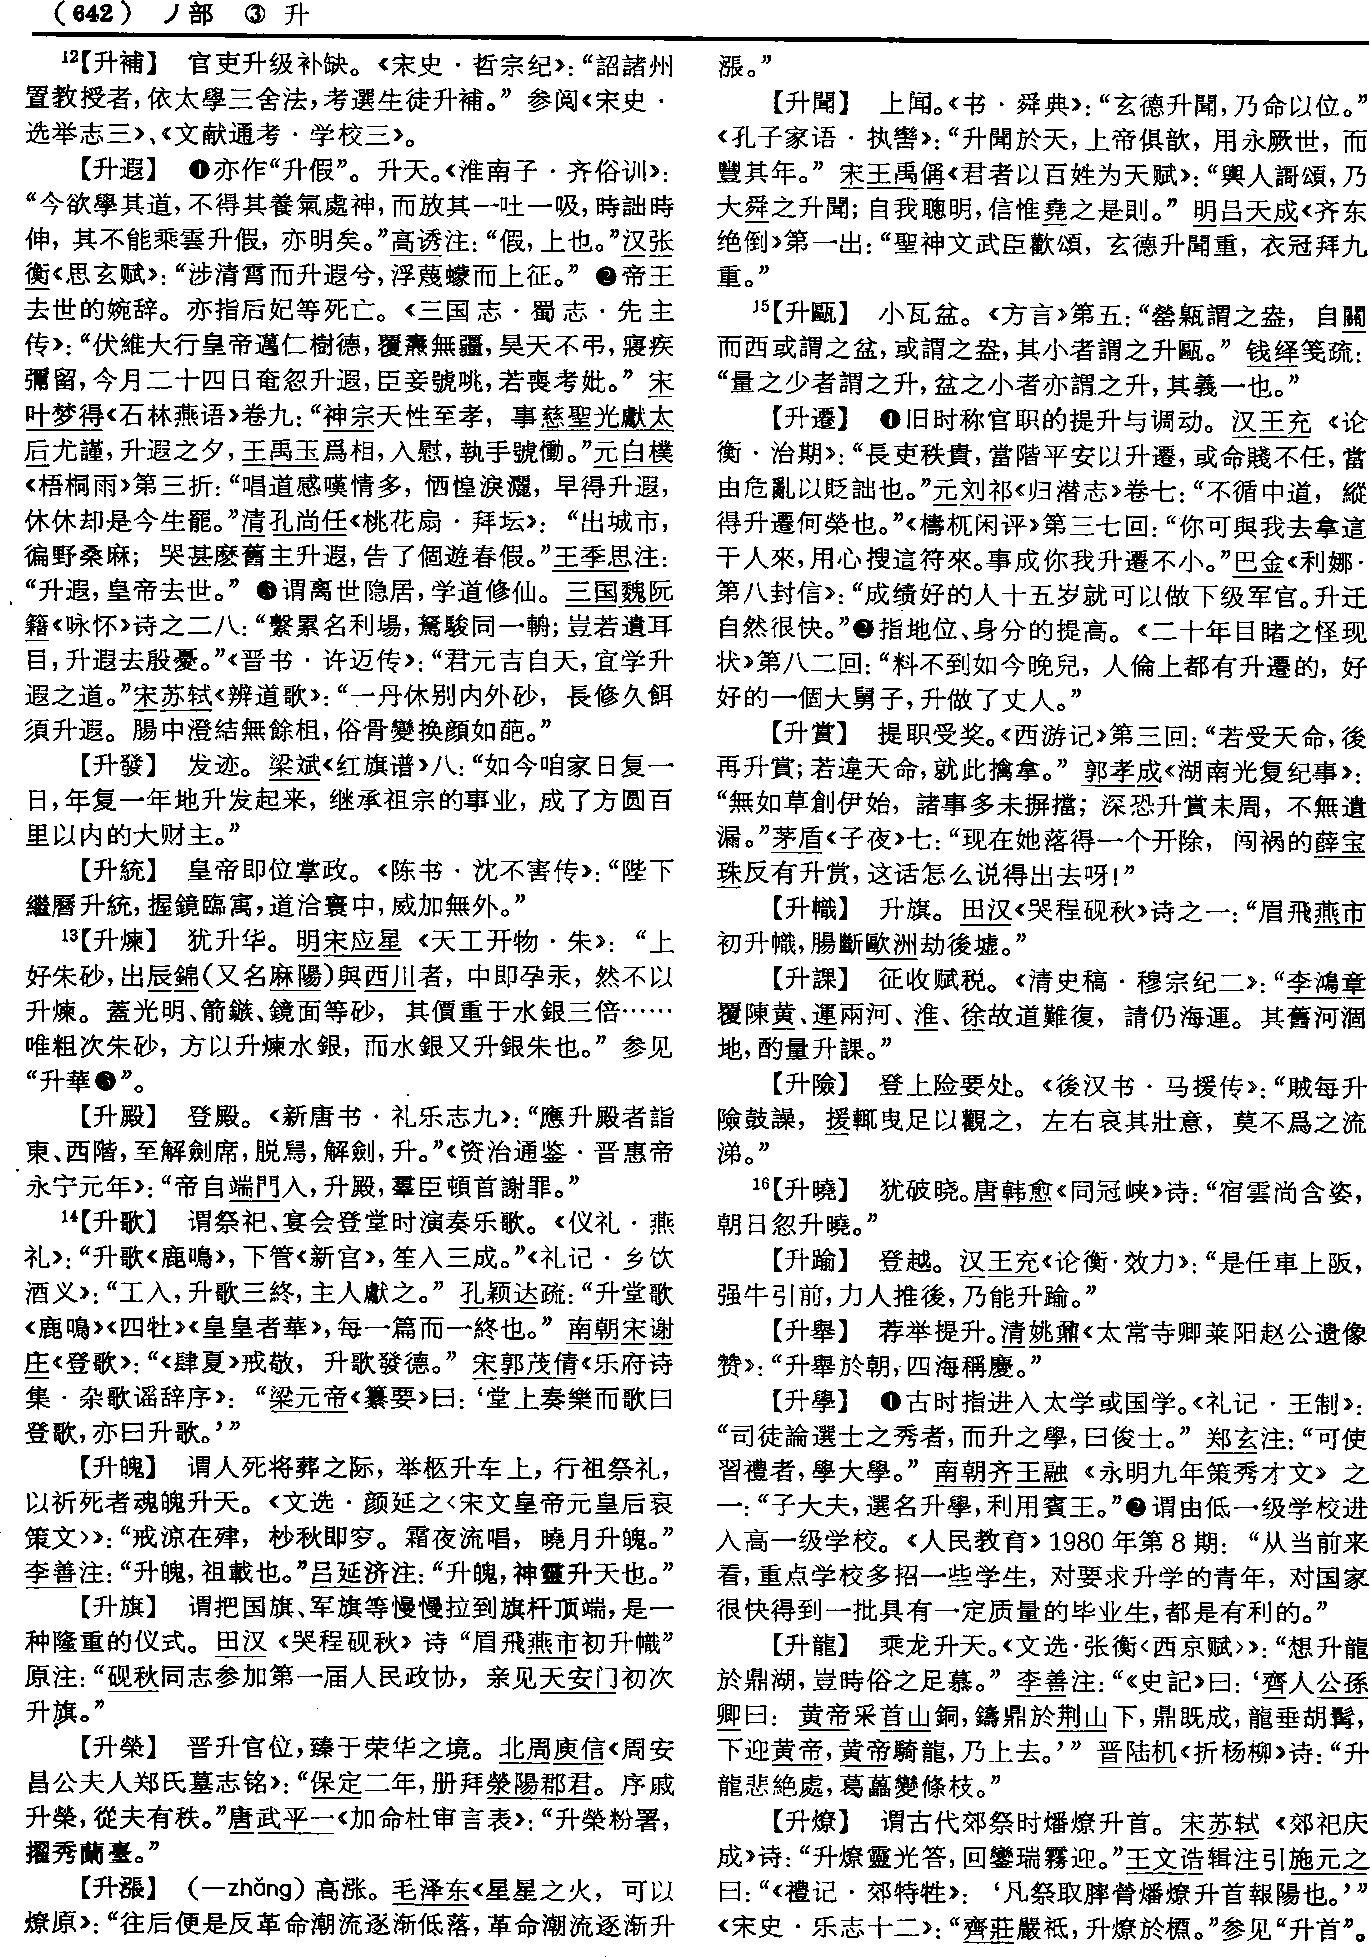 （642） 丿部 ③ 升
12【升補】 官吏升级补缺。《宋史·哲宗纪》：“詔諸州
置教授者，依太學三舍法，考選生徒升補。” 参阅《宋史·
选举志三》、《文献通考·学校三》。
【升遐】 ❶亦作“升假”。升天。《淮南子·齐俗训》：
“今欲學其道，不得其養氣處神，而放其一吐一吸，時詘時
伸，其不能乘雲升假，亦明矣。”高诱注：“假，上也。”汉张
衡《思玄赋》：“涉清霄而升遐兮，浮蔑蠓而上征。” ❷帝王
去世的婉辞。亦指后妃等死亡。《三国志·蜀志·先主
传》：“伏維大行皇帝邁仁樹德，覆燾無疆，昊天不弔，寢疾
彌留，今月二十四日奄忽升遐，臣妾號咷，若喪考妣。” 宋
叶梦得《石林燕语》卷九：“神宗天性至孝，事慈聖光獻太
后尤謹，升遐之夕，王禹玉爲相，入慰，執手號慟。”元白樸
《梧桐雨》第三折：“唱道感嘆情多，恓惶淚灑，早得升遐，
休休却是今生罷。”清孔尚任《桃花扇·拜坛》：“出城市，
徧野桑麻；哭甚麽舊主升遐，告了個遊春假。”王季思注：
“升遐，皇帝去世。” ❸谓离世隐居，学道修仙。三国魏阮
籍《咏怀》诗之二八：“繫累名利場，駑駿同一輈；豈若遺耳
目，升遐去殷憂。”《晋书·许迈传》：“君元吉自天，宜学升
遐之道。”宋苏轼《辨道歌》：“一丹休别内外砂，長修久餌
須升遐。腸中澄結無餘柤，俗骨變换顔如葩。”
【升發】 发迹。梁斌《红旗谱》八：“如今咱家日复一
日，年复一年地升发起来，继承祖宗的事业，成了方圆百
里以内的大财主。”
【升統】 皇帝即位掌政。《陈书·沈不害传》：“陛下
繼曆升統，握鏡臨寓，道洽寰中，威加無外。”
13【升煉】 犹升华。明宋应星《天工开物·朱》：“上
好朱砂，出辰錦(又名麻陽)與西川者，中即孕汞，然不以
升煉。蓋光明、箭鏃、鏡面等砂，其價重于水銀三倍……
唯粗次朱砂，方以升煉水銀，而水銀又升銀朱也。” 参见
“升華❸”。
【升殿】 登殿。《新唐书·礼乐志九》：“應升殿者詣
東、西階，至解劍席，脱舄，解劍，升。”《资治通鉴·晋惠帝
永宁元年》：“帝自端門入，升殿，羣臣頓首謝罪。”
14【升歌】 谓祭祀、宴会登堂时演奏乐歌。《仪礼·燕
礼》：“升歌《鹿鳴》，下管《新宫》，笙入三成。”《礼记·乡饮
酒义》：“工入，升歌三終，主人獻之。” 孔颖达疏：“升堂歌
《鹿鳴》《四牡》《皇皇者華》，每一篇而一終也。” 南朝宋谢
庄《登歌》：“《肆夏》戒敬，升歌發德。” 宋郭茂倩《乐府诗
集·杂歌谣辞序》：“梁元帝《纂要》曰：‘堂上奏樂而歌曰
登歌，亦曰升歌。’”
【升魄】 谓人死将葬之际，举柩升车上，行祖祭礼，
以祈死者魂魄升天。《文选·颜延之〈宋文皇帝元皇后哀
策文〉》：“戒涼在肂，杪秋即穸。霜夜流唱，曉月升魄。”
李善注：“升魄，祖載也。”吕延济注：“升魄，神靈升天也。”
【升旗】 谓把国旗、军旗等慢慢拉到旗杆顶端，是一
种隆重的仪式。田汉《哭程砚秋》诗“眉飛燕市初升幟”
原注：“砚秋同志参加第一届人民政协，亲见天安门初次
升旗。”
【升榮】 晋升官位，臻于荣华之境。北周庾信《周安
昌公夫人郑氏墓志铭》：“保定二年，册拜滎陽郡君。序戚
升榮，從夫有秩。”唐武平一《加命杜审言表》：“升榮粉署，
擢秀蘭臺。”
【升漲】 （—zhǎng）高涨。毛泽东《星星之火，可以
燎原》：“往后便是反革命潮流逐渐低落，革命潮流逐渐升
漲。”
【升聞】 上闻。《书·舜典》：“玄德升聞，乃命以位。”
《孔子家语·执辔》：“升聞於天，上帝俱歆，用永厥世，而
豐其年。” 宋王禹偁《君者以百姓为天赋》：“輿人謌頌，乃
大舜之升聞；自我聰明，信惟堯之是則。” 明吕天成《齐东
绝倒》第一出：“聖神文武臣歡頌，玄德升聞重，衣冠拜九
重。”
15【升甌】 小瓦盆。《方言》第五：“罃甈謂之盎，自關
而西或謂之盆，或謂之盎，其小者謂之升甌。” 钱绎笺疏：
“量之少者謂之升，盆之小者亦謂之升，其義一也。”
【升遷】 ❶旧时称官职的提升与调动。汉王充《论
衡·治期》：“長吏秩貴，當階平安以升遷，或命賤不任，當
由危亂以貶詘也。”元刘祁《归潜志》卷七：“不循中道，縱
得升遷何榮也。”《檮杌闲评》第三七回：“你可與我去拿這
干人來，用心搜這符來。事成你我升遷不小。”巴金《利娜·
第八封信》：“成绩好的人十五岁就可以做下级军官。升迁
自然很快。”❷指地位、身分的提高。《二十年目睹之怪现
状》第八二回：“料不到如今晚兒，人倫上都有升遷的，好
好的一個大舅子，升做了丈人。”
【升賞】 提职受奖。《西游记》第三回：“若受天命，後
再升賞；若違天命，就此擒拿。” 郭孝成《湖南光复纪事》：
“無如草創伊始，諸事多未摒擋；深恐升賞未周，不無遺
漏。”茅盾《子夜》七：“现在她落得一个开除，闯祸的薛宝
珠反有升赏，这话怎么说得出去呀！”
【升幟】 升旗。田汉《哭程砚秋》诗之一：“眉飛燕市
初升幟，腸斷歐洲劫後墟。”
【升課】 征收赋税。《清史稿·穆宗纪二》：“李鴻章
覆陳黄、運兩河、淮、徐故道難復，請仍海運。其舊河涸
地，酌量升課。”
【升險】 登上险要处。《後汉书·马援传》：“賊每升
險鼓譟，援輒曳足以觀之，左右哀其壯意，莫不爲之流
涕。”
16【升曉】 犹破晓。唐韩愈《同冠峡》诗：“宿雲尚含姿，
朝日忽升曉。”
【升踰】 登越。汉王充《论衡·效力》：“是任車上阪，
强牛引前，力人推後，乃能升踰。”
【升舉】 荐举提升。清姚鼐《太常寺卿莱阳赵公遗像
赞》：“升舉於朝，四海稱慶。”
【升學】 ❶古时指进入太学或国学。《礼记·王制》：
“司徒論選士之秀者，而升之學，曰俊士。” 郑玄注：“可使
習禮者，學大學。” 南朝齐王融《永明九年策秀才文》之
一：“子大夫，選名升學，利用賓王。”❷谓由低一级学校进
入高一级学校。《人民教育》1980年第8期：“从当前来
看，重点学校多招一些学生，对要求升学的青年，对国家
很快得到一批具有一定质量的毕业生，都是有利的。”
【升龍】 乘龙升天。《文选·张衡〈西京赋〉》：“想升龍
於鼎湖，豈時俗之足慕。” 李善注：“《史記》曰：‘齊人公孫
卿曰：黄帝采首山銅，鑄鼎於荆山下，鼎既成，龍垂胡髯，
下迎黄帝，黄帝騎龍，乃上去。’” 晋陆机《折杨柳》诗：“升
龍悲絶處，葛藟變條枝。”
【升燎】 谓古代郊祭时燔燎升首。宋苏轼《郊祀庆
成》诗：“升燎靈光答，回鑾瑞霧迎。”王文诰辑注引施元之
曰：“《禮记·郊特牲》：‘凡祭取膟膋燔燎升首報陽也。’”
《宋史·乐志十二》：“齊莊嚴祇，升燎於槱。”参见“升首”。